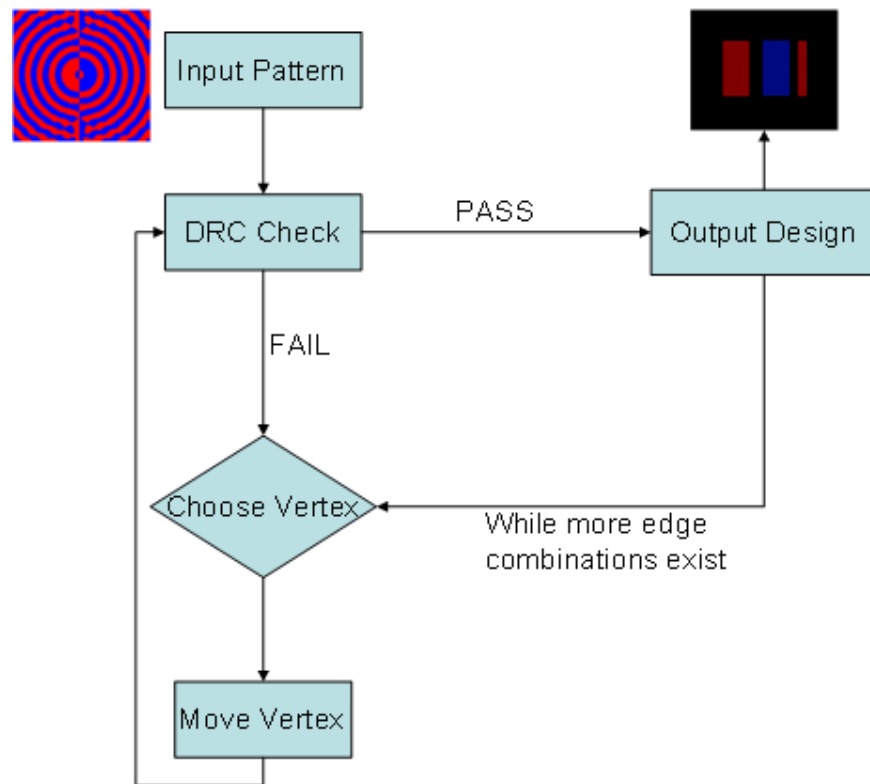 Input Pattern
DRC Check
PASS
Output Design
FAIL
Choose Vertex
While more edge
combinations exist
Move Vertex